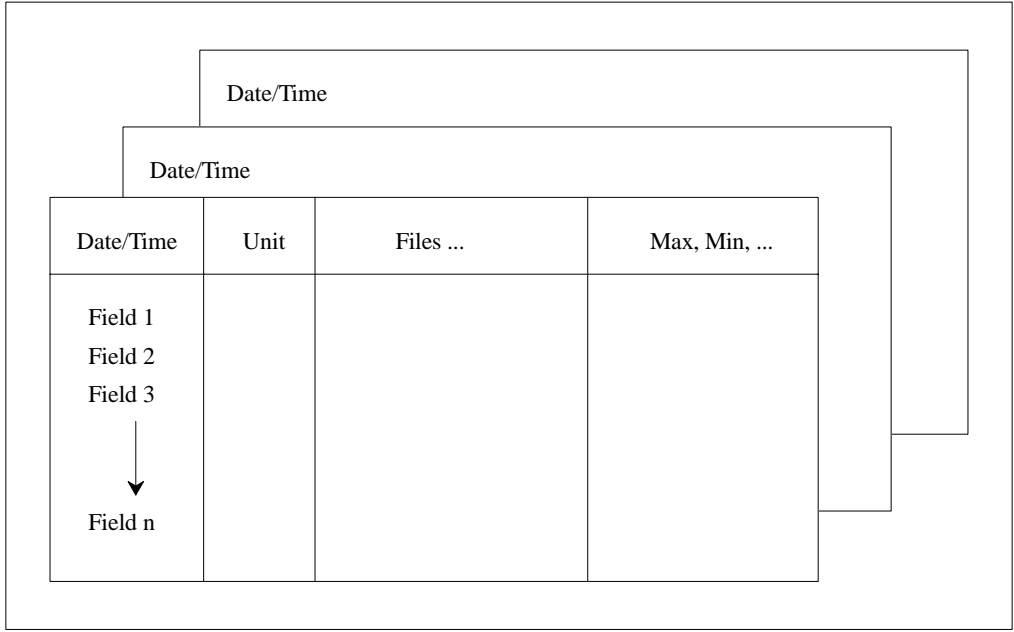 Date/Time
Date/Time
Date/Time Unit Files ... Max, Min, ...
Field 1
Field 2
Field 3
Field n